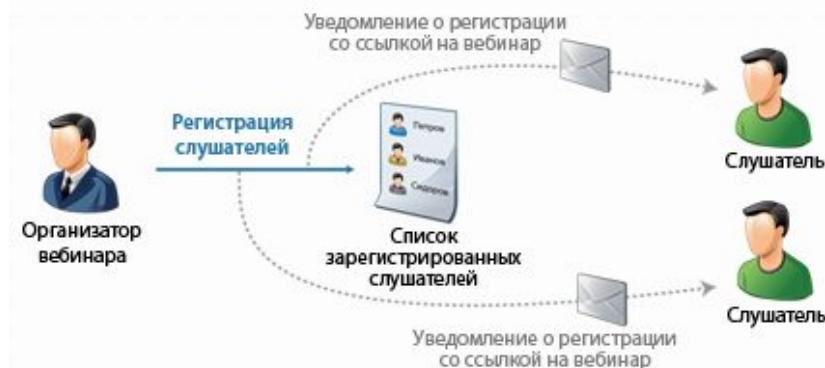 Уведомление о регистрации
со ссылкой на вебинар
Регистрация
слушателей
Петров
Иванов
Сидоров
Слушатель
Организатор
вебинара
Список
зарегистрированных
слушателей
Слушатель
Уведомление о регистрации
со ссылкой на вебинар